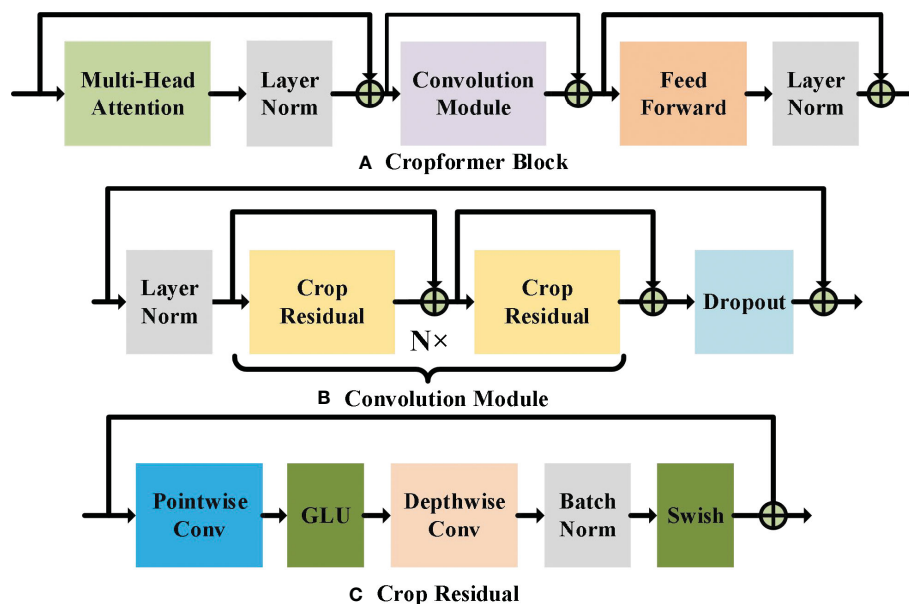 Multi-Head
Attention
Layer
Norm
Convolution
Module
Feed
Forward
Layer
Norm
A Cropformer Block
Layer
Norm
Crop
Residual
N×
Crop
Residual
Dropout
B Convolution Module
Pointwise
Conv
GLU
Depthwise
Conv
Batch
Norm
Swish
C Crop Residual